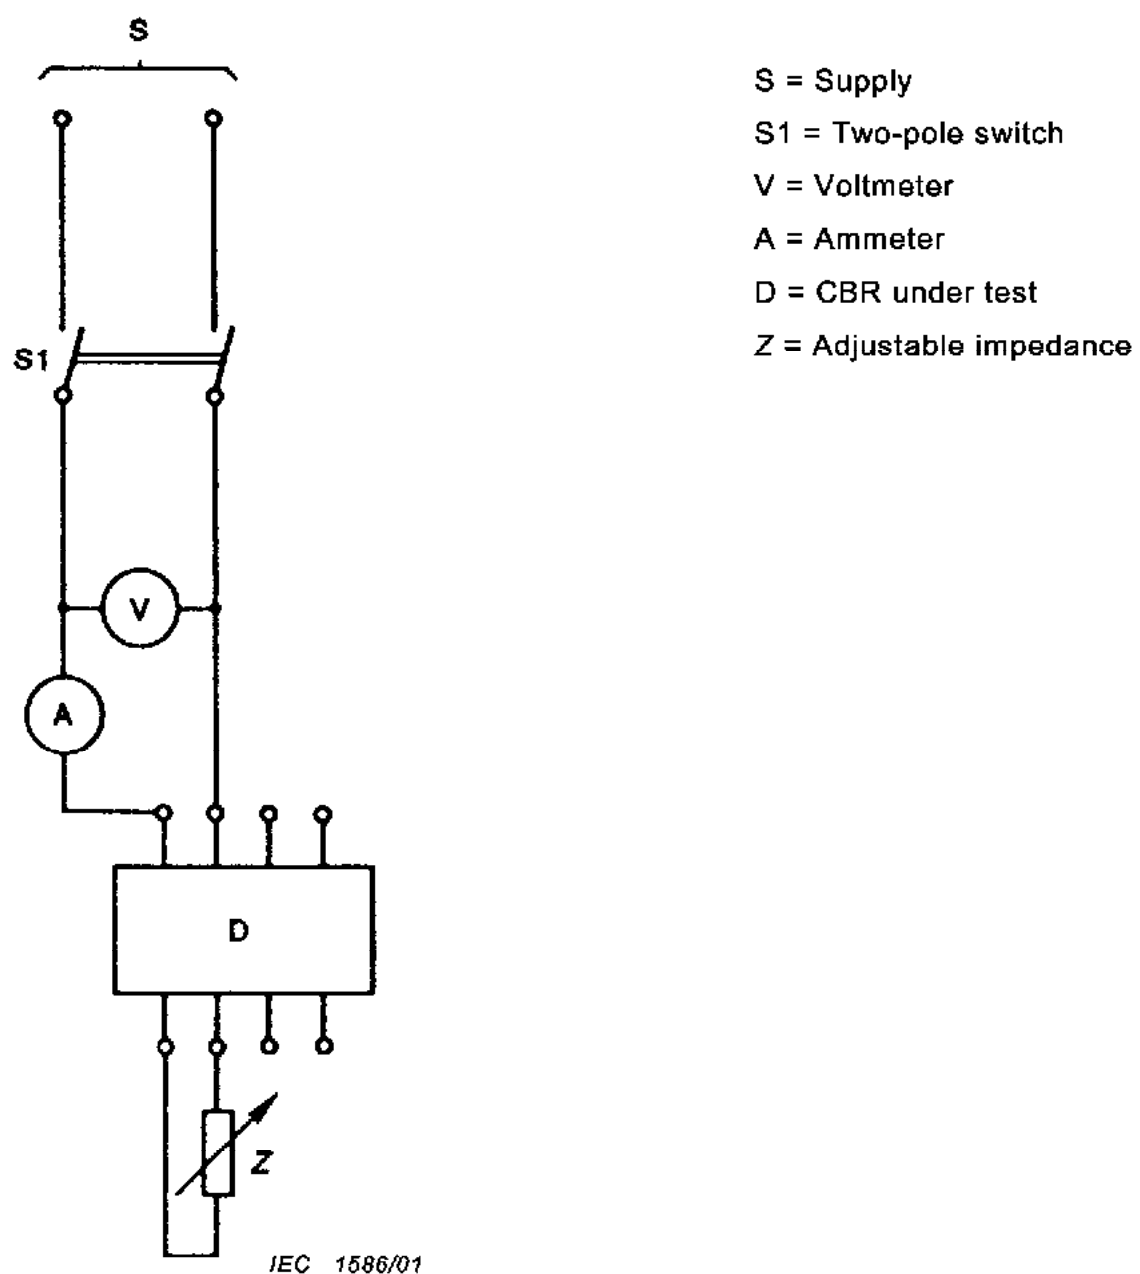 S
S = Supply
S1 = Two-pole switch
V = Voltmeter
A = Ammeter
D = CBR under test
Z = Adjustable impedance
S1
V
A
D
Z
IEC 1586/01